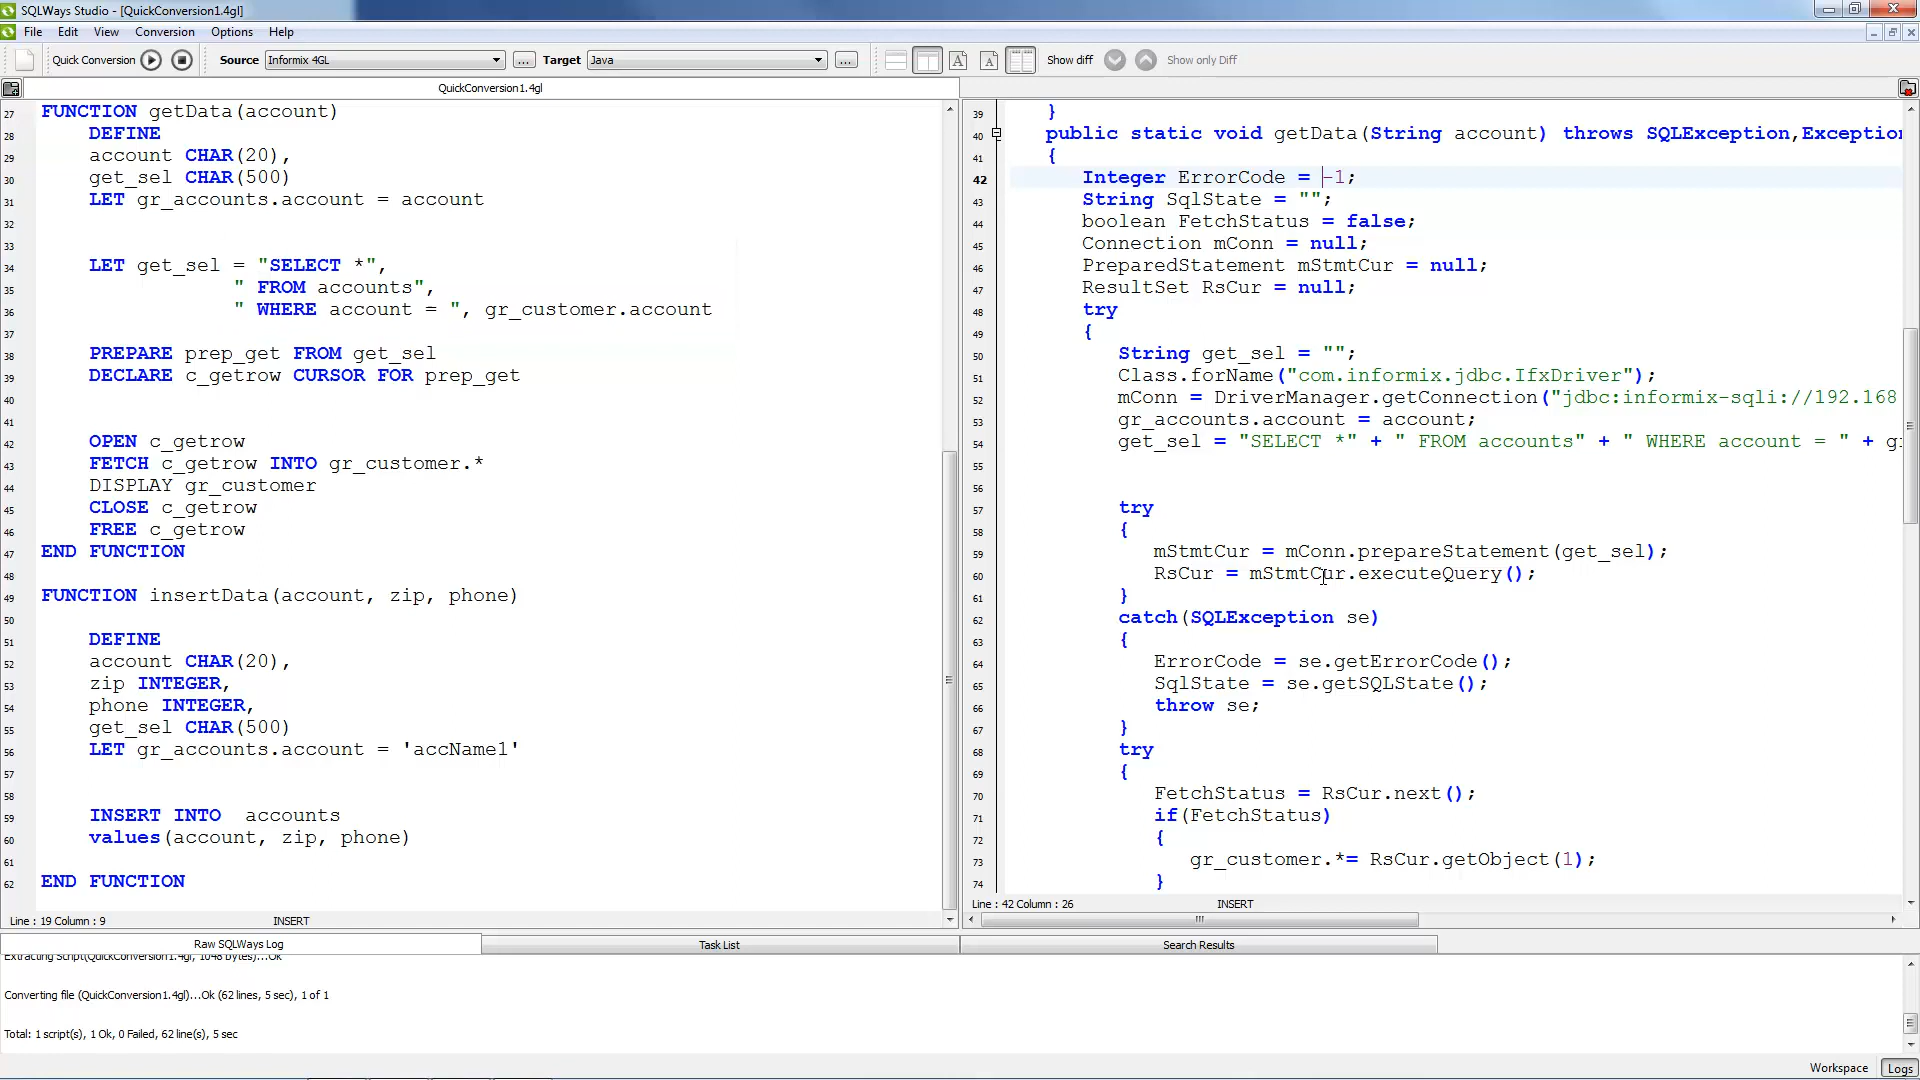 SQLWays Studio - [QuickConversion1.4gl]
File Edit View Conversion Options Help
Quick Conversion Source Informix 4GL ... Target Java ... A A Show diff Show only Diff
QuickConversion1.4gl
27 FUNCTION getData(account)
28 DEFINE
29 account CHAR(20),
30 get_sel CHAR(500)
31 LET gr_accounts.account = account
32
33
34 LET get_sel = "SELECT *",
35 " FROM accounts",
36 " WHERE account = ", gr_customer.account
37
38 PREPARE prep_get FROM get_sel
39 DECLARE c_getrow CURSOR FOR prep_get
40
41
42 OPEN c_getrow
43 FETCH c_getrow INTO gr_customer.*
44 DISPLAY gr_customer
45 CLOSE c_getrow
46 FREE c_getrow
47 END FUNCTION
48
49 FUNCTION insertData(account, zip, phone)
50
51 DEFINE
52 account CHAR(20),
53 zip INTEGER,
54 phone INTEGER,
55 get_sel CHAR(500)
56 LET gr_accounts.account = 'accName1'
57
58
59 INSERT INTO accounts
60 values(account, zip, phone)
61
62 END FUNCTION
Line : 19 Column : 9 INSERT
39 }
40 public static void getData(String account) throws SQLException,Exception
41 {
42 Integer ErrorCode = -1;
43 String SqlState = "";
44 boolean FetchStatus = false;
45 Connection mConn = null;
46 PreparedStatement mStmtCur = null;
47 ResultSet RsCur = null;
48 try
49 {
50 String get_sel = "";
51 Class.forName("com.informix.jdbc.IfxDriver");
52 mConn = DriverManager.getConnection("jdbc:informix-sqli://192.168
53 gr_accounts.account = account;
54 get_sel = "SELECT *" + " FROM accounts" + " WHERE account = " + g
55
56
57 try
58 {
59 mStmtCur = mConn.prepareStatement(get_sel);
60 RsCur = mStmtCur.executeQuery();
61 }
62 catch(SQLException se)
63 {
64 ErrorCode = se.getErrorCode();
65 SqlState = se.getSQLState();
66 throw se;
67 }
68 try
69 {
70 FetchStatus = RsCur.next();
71 if(FetchStatus)
72 {
73 gr_customer.*= RsCur.getObject(1);
74 }
Line : 42 Column : 26 INSERT
Raw SQLWays Log Task List Search Results
Extracting Script(QuickConversion1.4gl, 1048 bytes)...Ok
Converting file (QuickConversion1.4gl)...Ok (62 lines, 5 sec), 1 of 1
Total: 1 script(s), 1 Ok, 0 Failed, 62 line(s), 5 sec
Workspace Logs